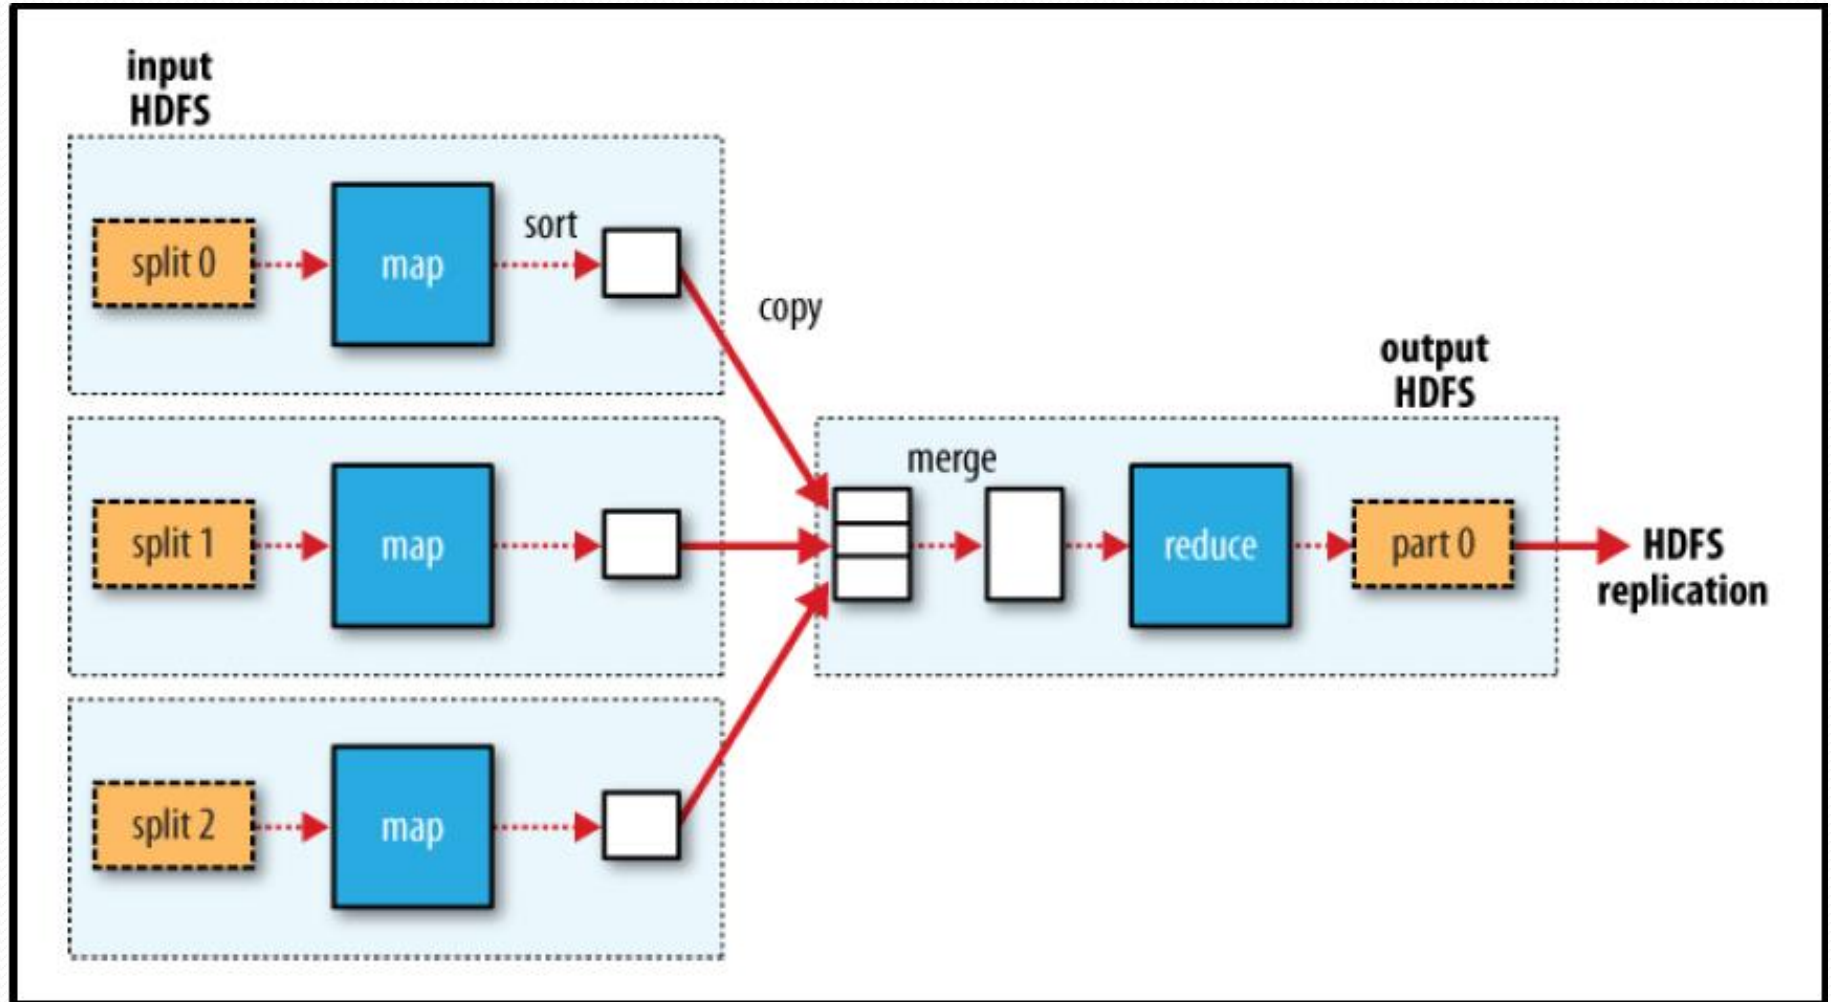 input
HDFS
split 0
map
sort
copy
split 1
map
merge
reduce
output
HDFS
part 0
HDFS
replication
split 2
map